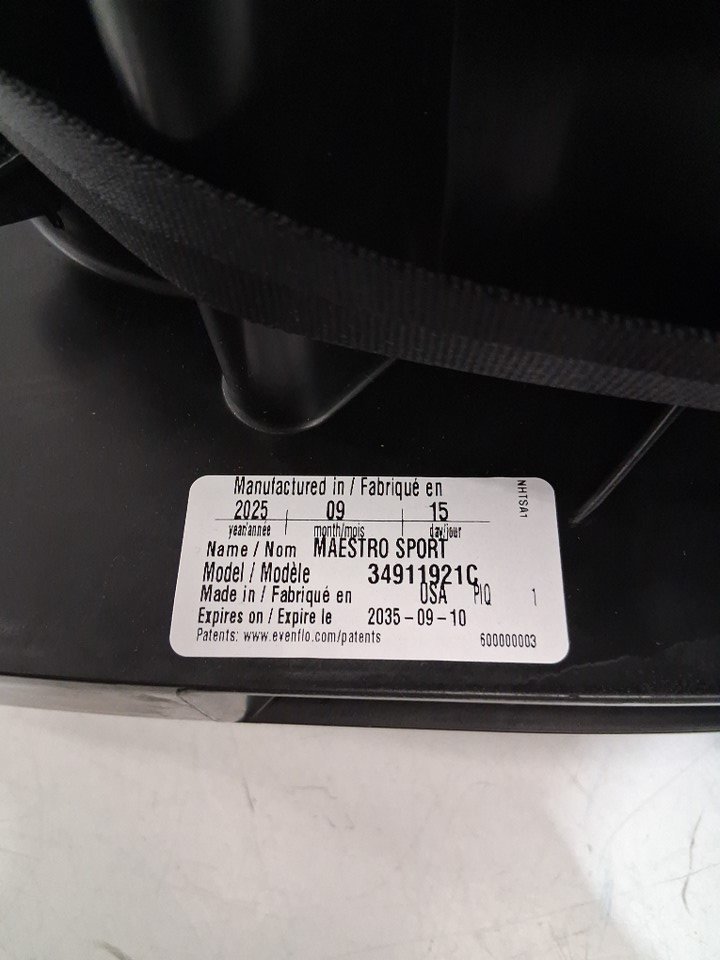 Manufactured in / Fabriqué en
2025 09 15
year/année month/mois day/jour
Name / Nom MAESTRO SPORT
Model / Modèle 34911921C
Made in / Fabriqué en USA PIQ 1
Expires on / Expire le 2035-09-10
Patents: www.evenflo.com/patents 600000003
NHTSA1